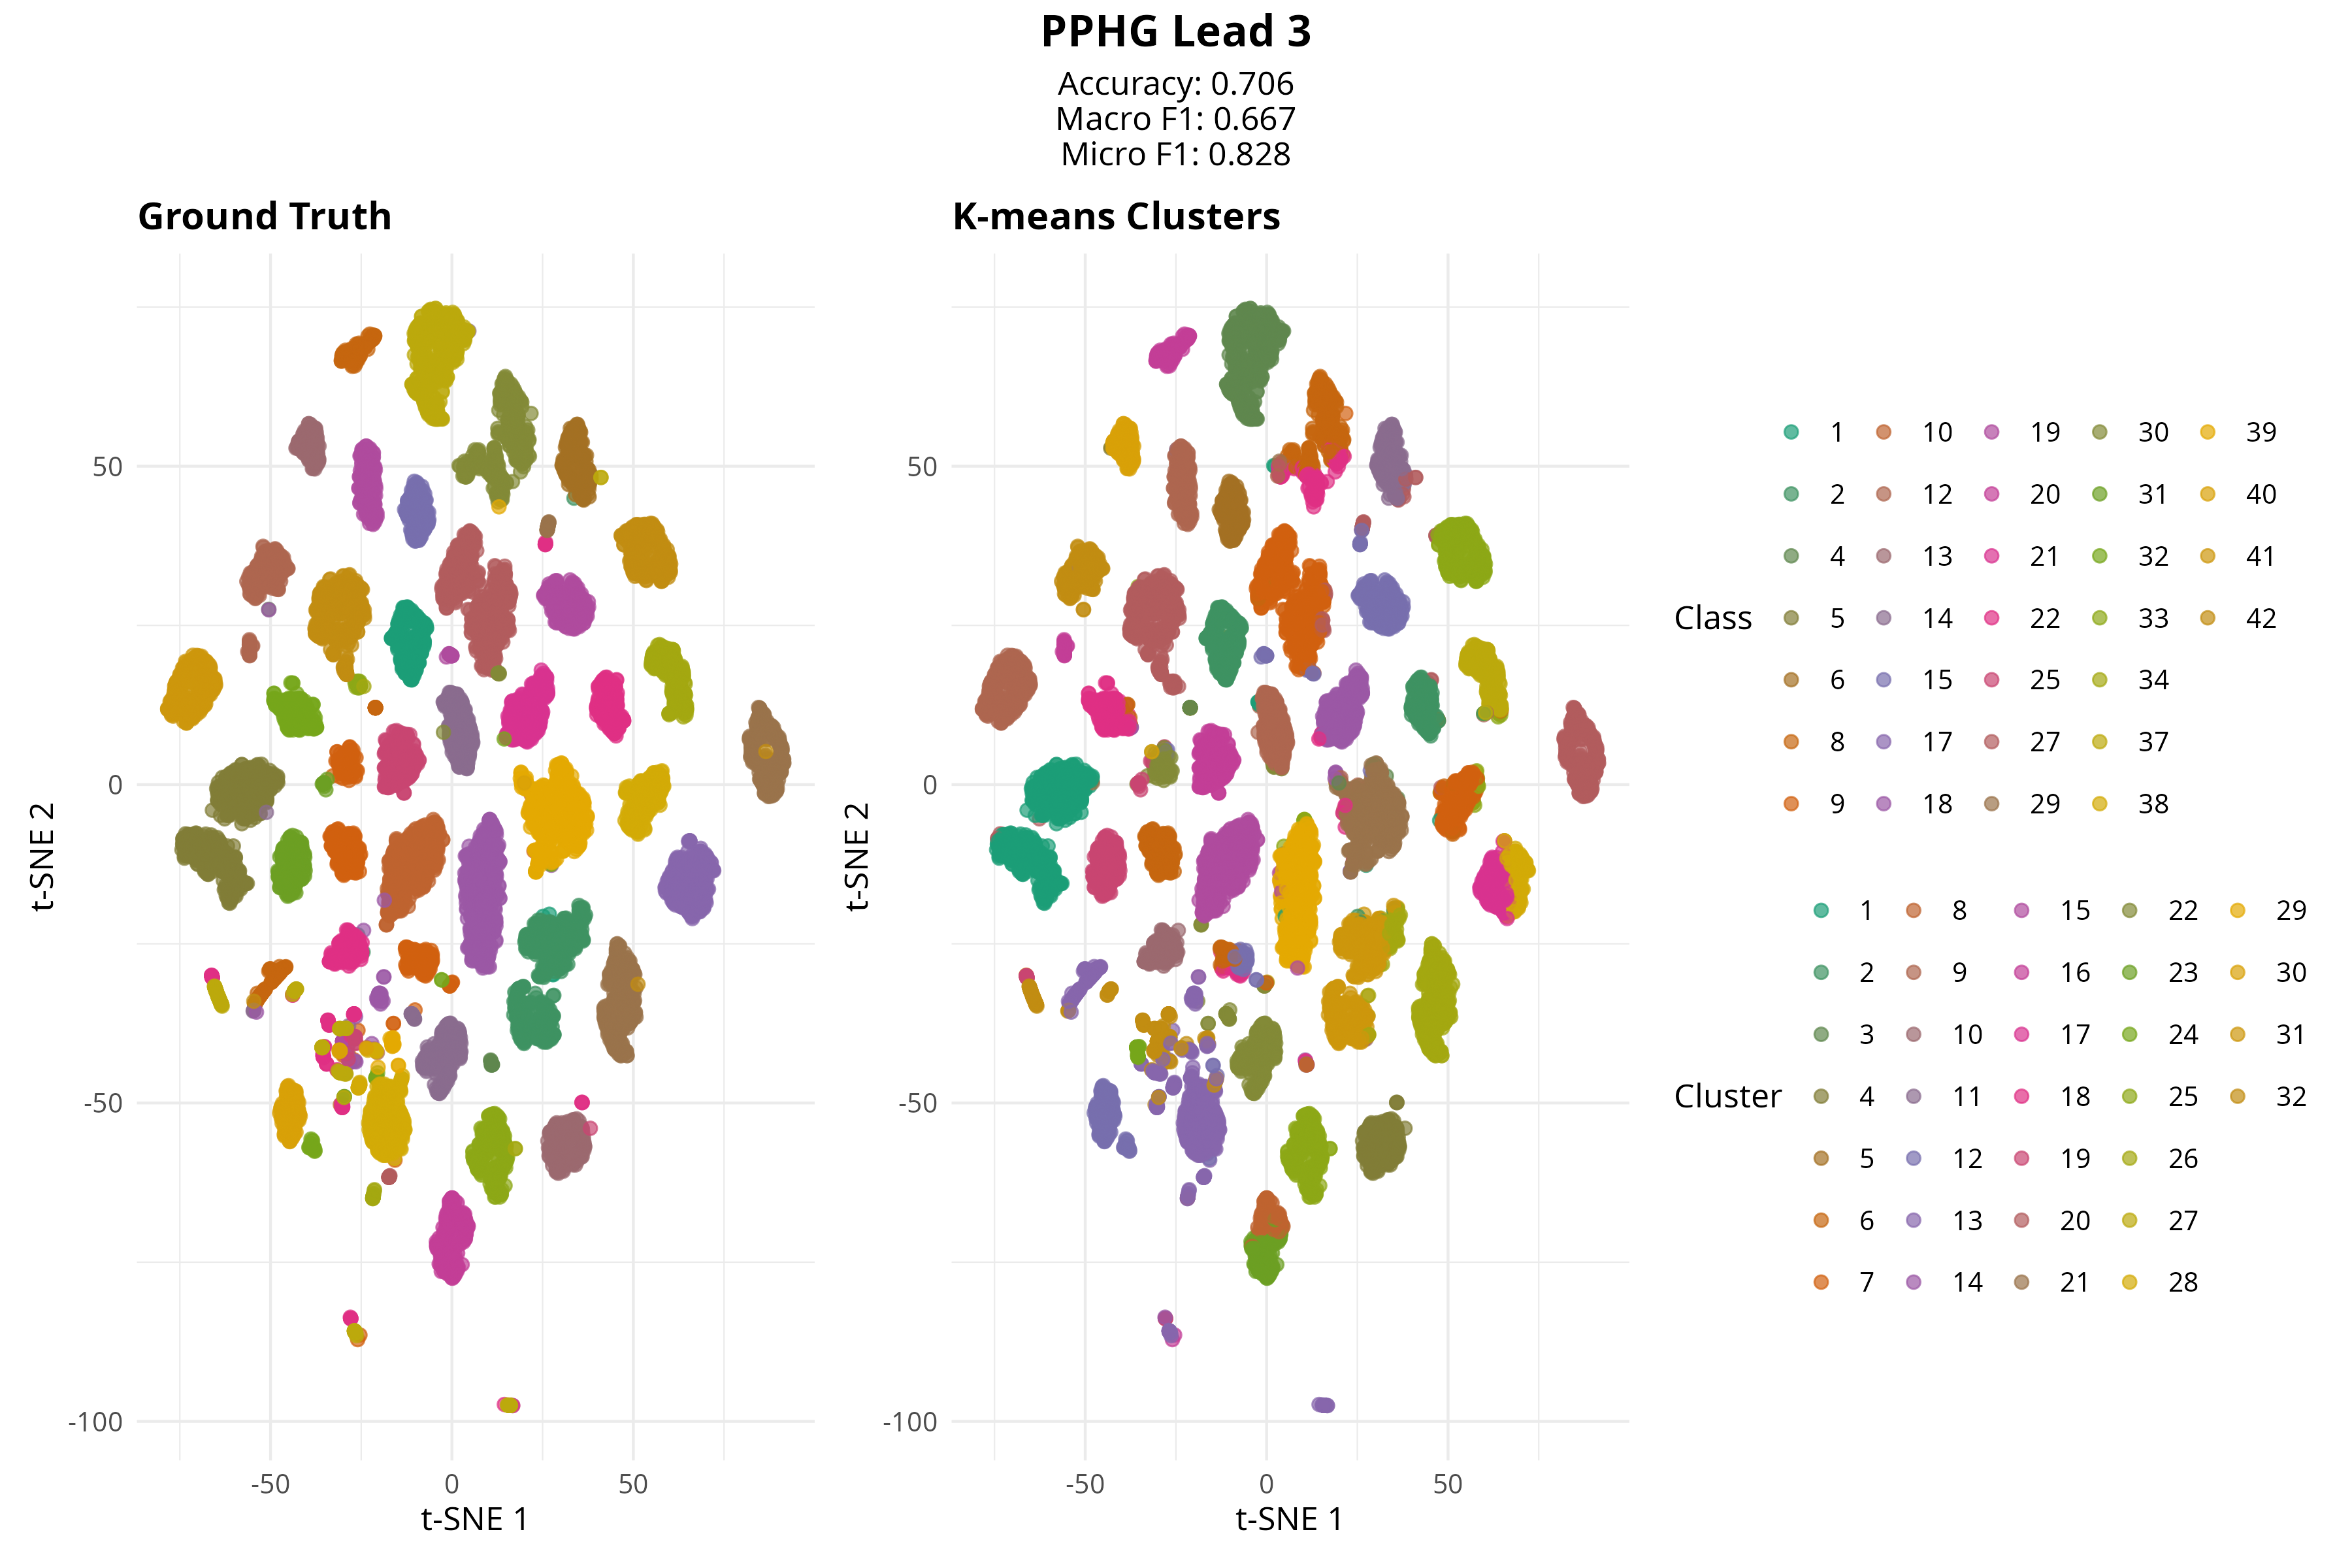 PPHG Lead 3
Accuracy: 0.706
Macro F1: 0.667
Micro F1: 0.828
Ground Truth
50
0
-50
-100
-50 0 50
t-SNE 1
t-SNE 2
K-means Clusters
50
0
-50
-100
-50 0 50
t-SNE 1
t-SNE 2
Class
1 10 19 30 39
2 12 20 31 40
4 13 21 32 41
5 14 22 33 42
6 15 25 34
8 17 27 37
9 18 29 38
Cluster
1 8 15 22 29
2 9 16 23 30
3 10 17 24 31
4 11 18 25 32
5 12 19 26
6 13 20 27
7 14 21 28